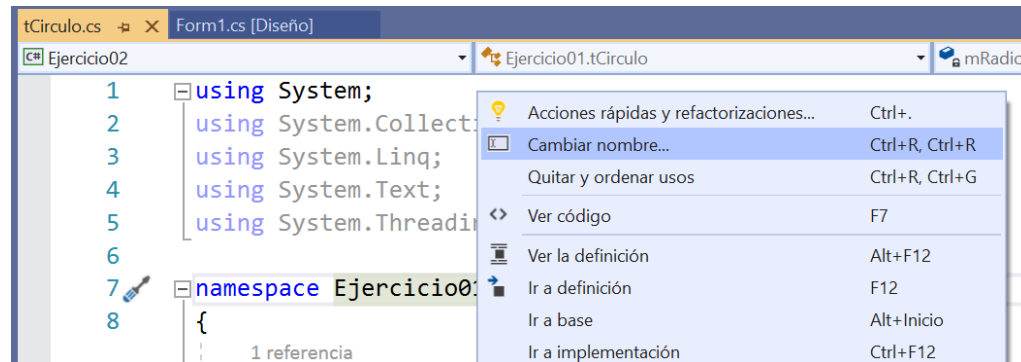 tCirculo.cs Form1.cs [Diseño]
C# Ejercicio02 Ejercicio01.tCirculo mRadio
1 using System;
2 using System.Collect
3 using System.Linq;
4 using System.Text;
5 using System.Threadi
6
7 namespace Ejercicio01
8 {
1 referencia
Acciones rápidas y refactorizaciones... Ctrl+.
Cambiar nombre... Ctrl+R, Ctrl+R
Quitar y ordenar usos Ctrl+R, Ctrl+G
Ver código F7
Ver la definición Alt+F12
Ir a definición F12
Ir a base Alt+Inicio
Ir a implementación Ctrl+F12